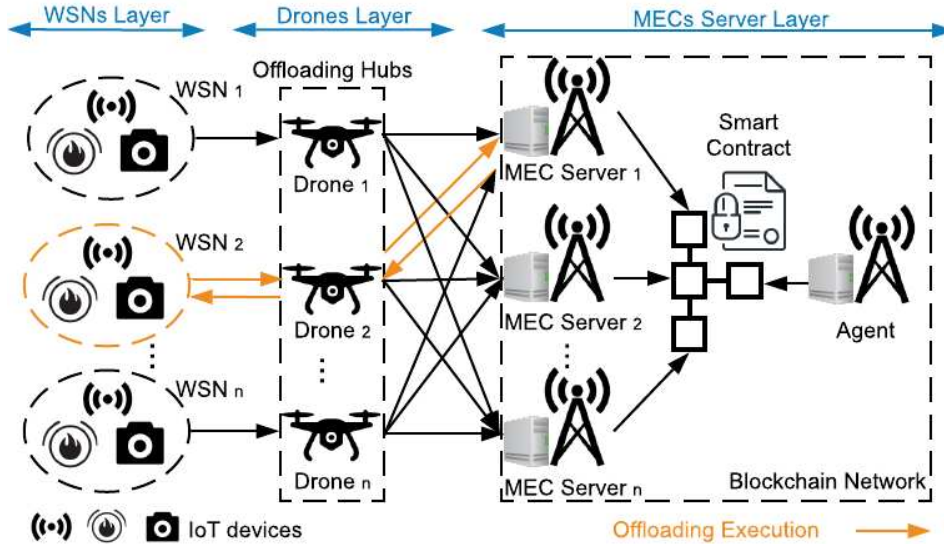 WSNs Layer
Drones Layer
MECs Server Layer
Offloading Hubs
WSN 1
Drone 1
MEC Server 1
Smart
Contract
WSN 2
Drone 2
MEC Server 2
Agent
WSN n
Drone n
MEC Server n
Blockchain Network
IoT devices
Offloading Execution